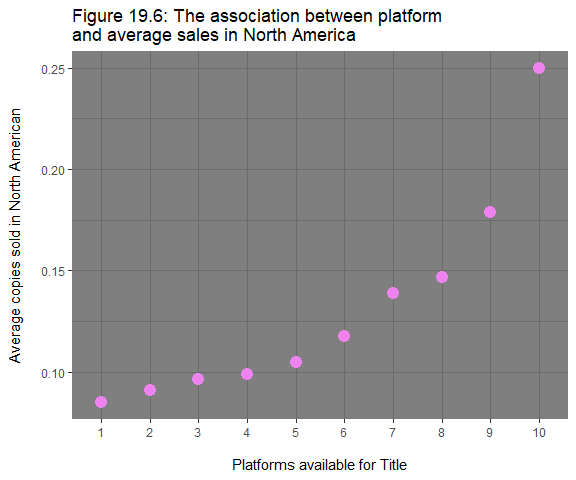 Figure 19.6: The association between platform
and average sales in North America
Average copies sold in North American
0.25
0.20
0.15
0.10
1 2 3 4 5 6 7 8 9 10
Platforms available for Title